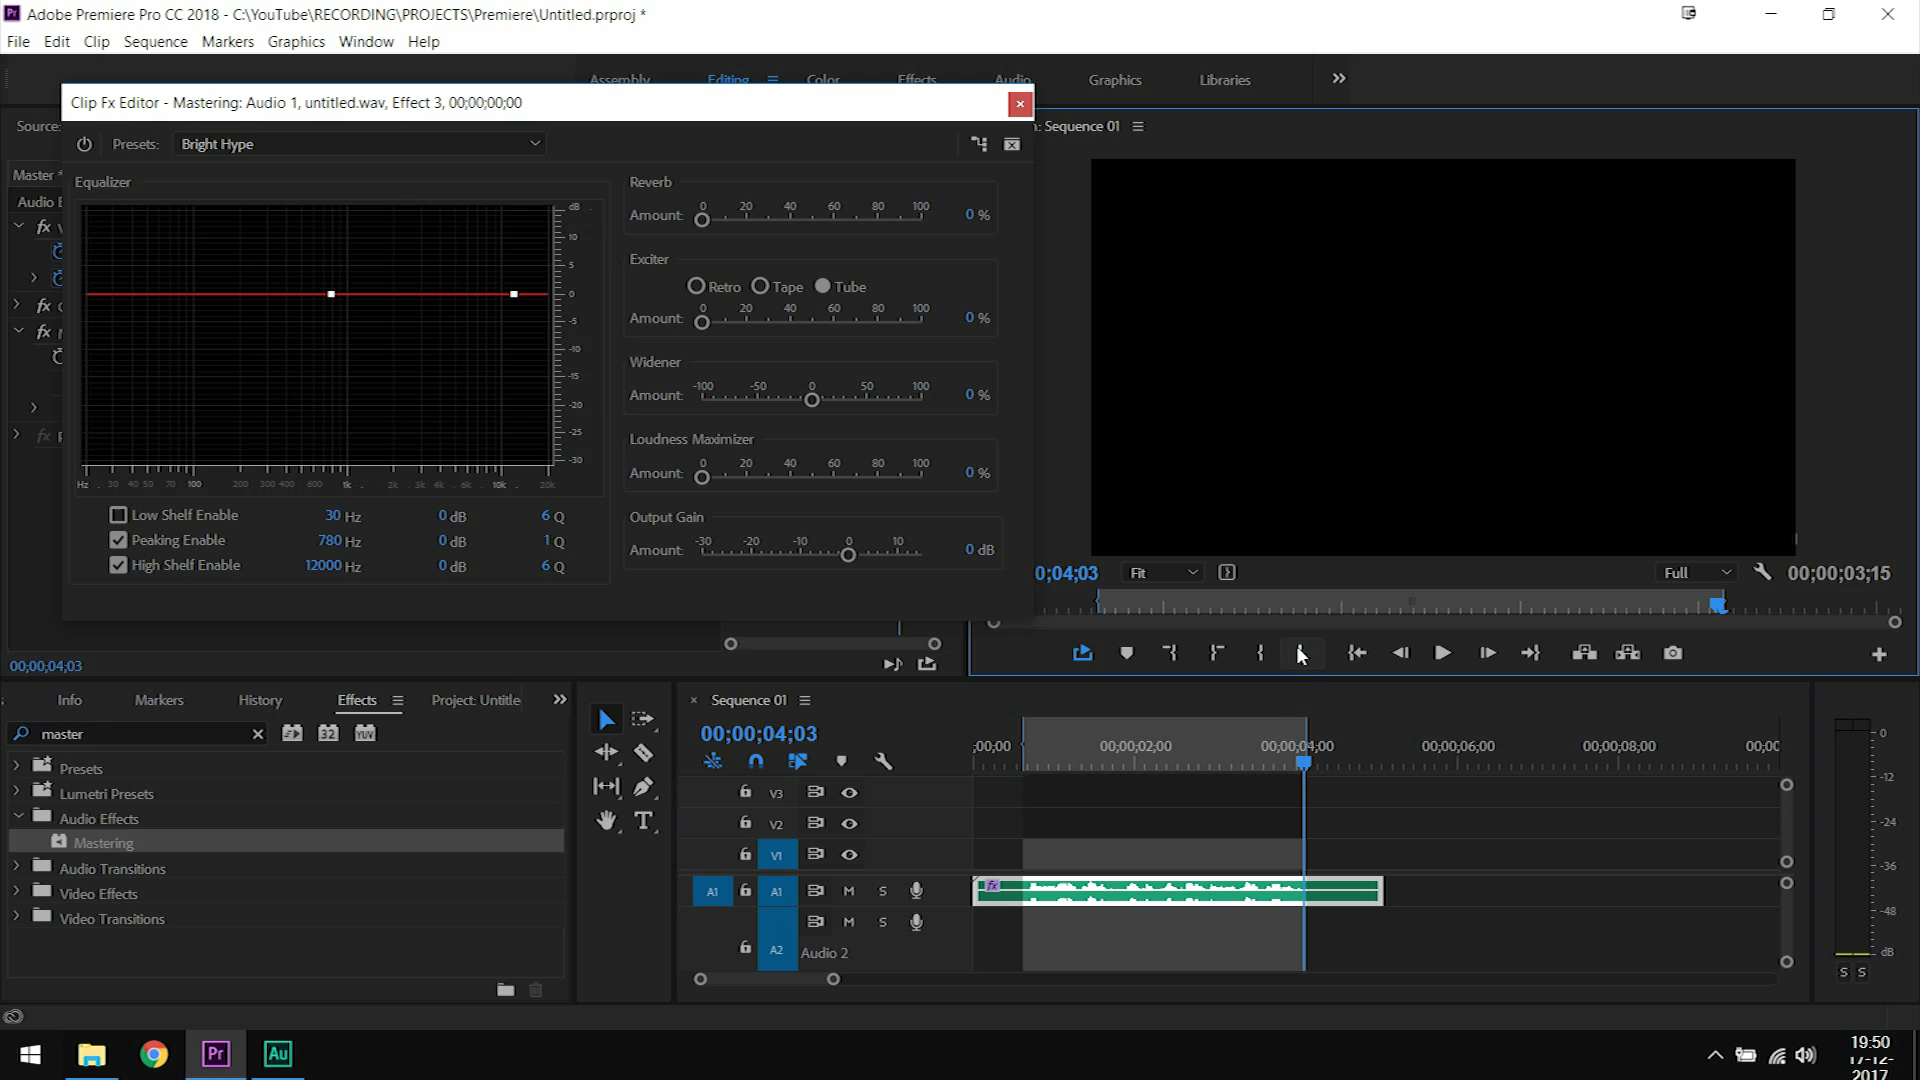 Adobe Premiere Pro CC 2018 - C:\YouTube\RECORDING\PROJECTS\Premiere\Untitled.prproj *
File Edit Clip Sequence Markers Graphics Window Help
Assembly Editing Color Effects Audio Graphics Libraries
Clip Fx Editor - Mastering: Audio 1, untitled.wav, Effect 3, 00;00;00;00
Source: : Sequence 01
Presets: Bright Hype
Master *
Audio E
Equalizer
dB
10
5
0
-5
-10
-15
-20
-25
-30
Hz 30 40 50 70 100 200 300 400 600 1k 2k 3k 4k 6k 10k 20k
Low Shelf Enable 30 Hz 0 dB 6 Q
Peaking Enable 780 Hz 0 dB 1 Q
High Shelf Enable 12000 Hz 0 dB 6 Q
Reverb
0 20 40 60 80 100
Amount: 0 %
Exciter
Retro Tape Tube
0 20 40 60 80 100
Amount: 0 %
Widener
-100 -50 0 50 100
Amount: 0 %
Loudness Maximizer
0 20 40 60 80 100
Amount: 0 %
Output Gain
-30 -20 -10 0 10
Amount: 0 dB
fx
fx
fx
fx
0;04;03 Fit Full 00;00;03;15
00;00;04;03
Info Markers History Effects Project: Untitle
master
32 YUV
Presets
Lumetri Presets
Audio Effects
Mastering
Audio Transitions
Video Effects
Video Transitions
Sequence 01
00;00;04;03
;00;00 00;00;02;00 00;00;04;00 00;00;06;00 00;00;08;00 00;00
V3
V2
V1
A1 A1 M S fx
M S
A2 Audio 2
0
-12
-24
-36
-48
dB
S S
Pr Au
19:50
17-12-
2017